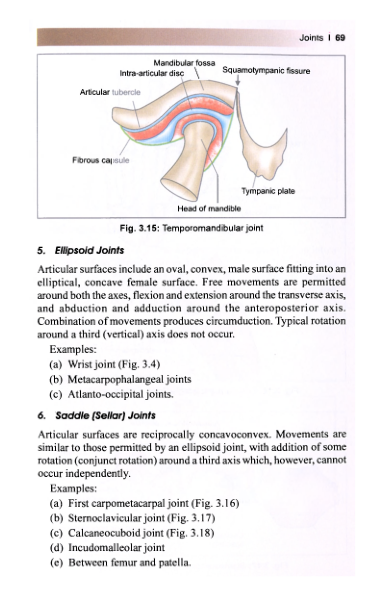 Joints I 69
Mandibular fossa
Intra-articular disc
Squamotympanic fissure
Articular tubercle
Fibrous capsule
Tympanic plate
Head of mandible
Fig. 3.15: Temporomandibular joint
5. Ellipsoid Joints
Articular surfaces include an oval, convex, male surface fitting into an
elliptical, concave female surface. Free movements are permitted
around both the axes, flexion and extension around the transverse axis,
and abduction and adduction around the anteroposterior axis.
Combination of movements produces circumduction. Typical rotation
around a third (vertical) axis does not occur.
Examples:
(a) Wrist joint (Fig. 3.4)
(b) Metacarpophalangeal joints
(c) Atlanto-occipital joints.
6. Saddle (Sellar) Joints
Articular surfaces are reciprocally concavoconvex. Movements are
similar to those permitted by an ellipsoid joint, with addition of some
rotation (conjunct rotation) around a third axis which, however, cannot
occur independently.
Examples:
(a) First carpometacarpal joint (Fig. 3.16)
(b) Sternoclavicular joint (Fig. 3.17)
(c) Calcaneocuboid joint (Fig. 3.18)
(d) Incudomalleolar joint
(e) Between femur and patella.